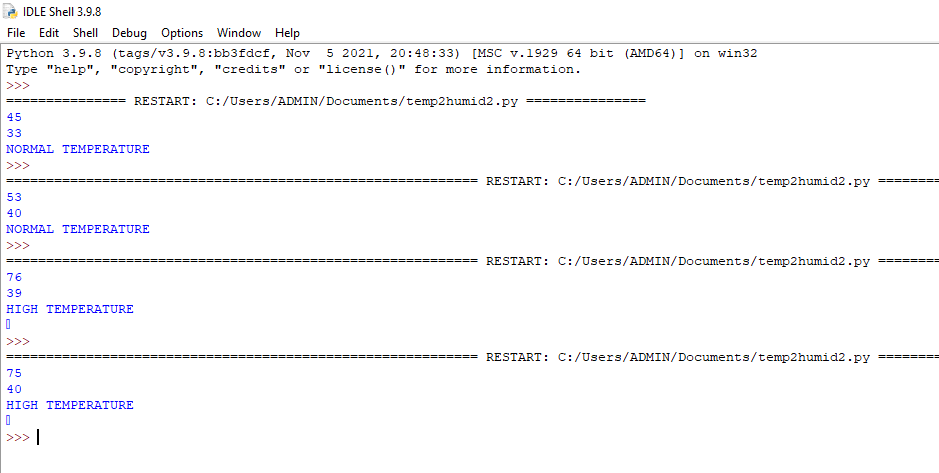 IDLE Shell 3.9.8
File Edit Shell Debug Options Window Help
Python 3.9.8 (tags/v3.9.8:bb3fdcf, Nov  5 2021, 20:48:33) [MSC v.1929 64 bit (AMD64)] on win32
Type "help", "copyright", "credits" or "license()" for more information.
>>>
=============== RESTART: C:/Users/ADMIN/Documents/temp2humid2.py ===============
45
33
NORMAL TEMPERATURE
>>>
=========================================================== RESTART: C:/Users/ADMIN/Documents/temp2humid2.py ========
53
40
NORMAL TEMPERATURE
>>>
=========================================================== RESTART: C:/Users/ADMIN/Documents/temp2humid2.py ========
76
39
HIGH TEMPERATURE
>>>
=========================================================== RESTART: C:/Users/ADMIN/Documents/temp2humid2.py ========
75
40
HIGH TEMPERATURE
>>>